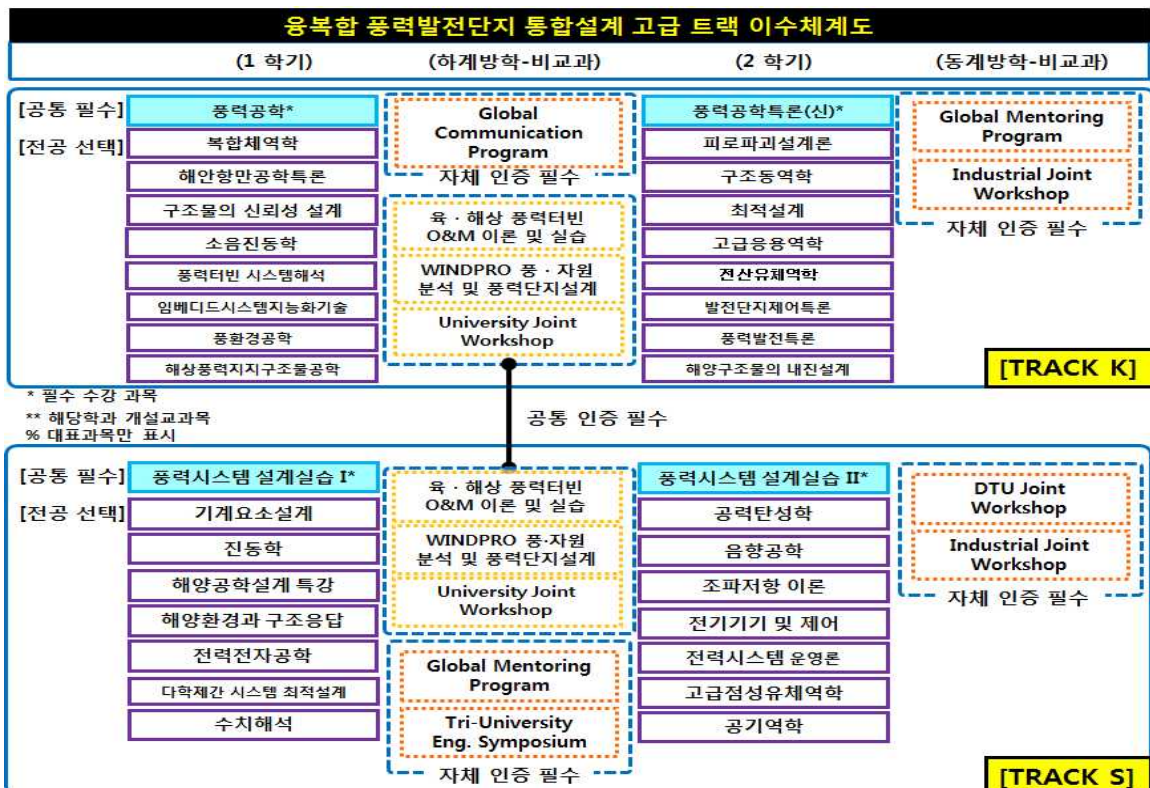 융복합 풍력발전단지 통합설계 고급 트랙 이수체계도
(1 학기) (하계방학-비교과) (2 학기) (동계방학-비교과)
[공통 필수]
풍력공학*
[전공 선택]
복합체역학
해안항만공학특론
구조물의 신뢰성 설계
소음진동학
풍력터빈 시스템해석
임베디드시스템지능화기술
풍환경공학
해상풍력지지구조물공학
Global
Communication
Program
자체 인증 필수
육 · 해상 풍력터빈
O&M 이론 및 실습
WINDPRO 풍 · 자원
분석 및 풍력단지설계
University Joint
Workshop
풍력공학특론(신)*
피로파괴설계론
구조동역학
최적설계
고급응용역학
전산유체역학
발전단지제어특론
풍력발전특론
해양구조물의 내진설계
Global Mentoring
Program
Industrial Joint
Workshop
자체 인증 필수
[TRACK K]
* 필수 수강 과목
** 해당학과 개설교과목
% 대표과목만 표시
공통 인증 필수
[공통 필수]
풍력시스템 설계실습 I*
[전공 선택]
기계요소설계
진동학
해양공학설계 특강
해양환경과 구조응답
전력전자공학
다학제간 시스템 최적설계
수치해석
육 · 해상 풍력터빈
O&M 이론 및 실습
WINDPRO 풍·자원
분석 및 풍력단지설계
University Joint
Workshop
Global Mentoring
Program
Tri-University
Eng. Symposium
자체 인증 필수
풍력시스템 설계실습 II*
공력탄성학
음향공학
조파저항 이론
전기기기 및 제어
전력시스템 운영론
고급점성유체역학
공기역학
DTU Joint
Workshop
Industrial Joint
Workshop
자체 인증 필수
[TRACK S]